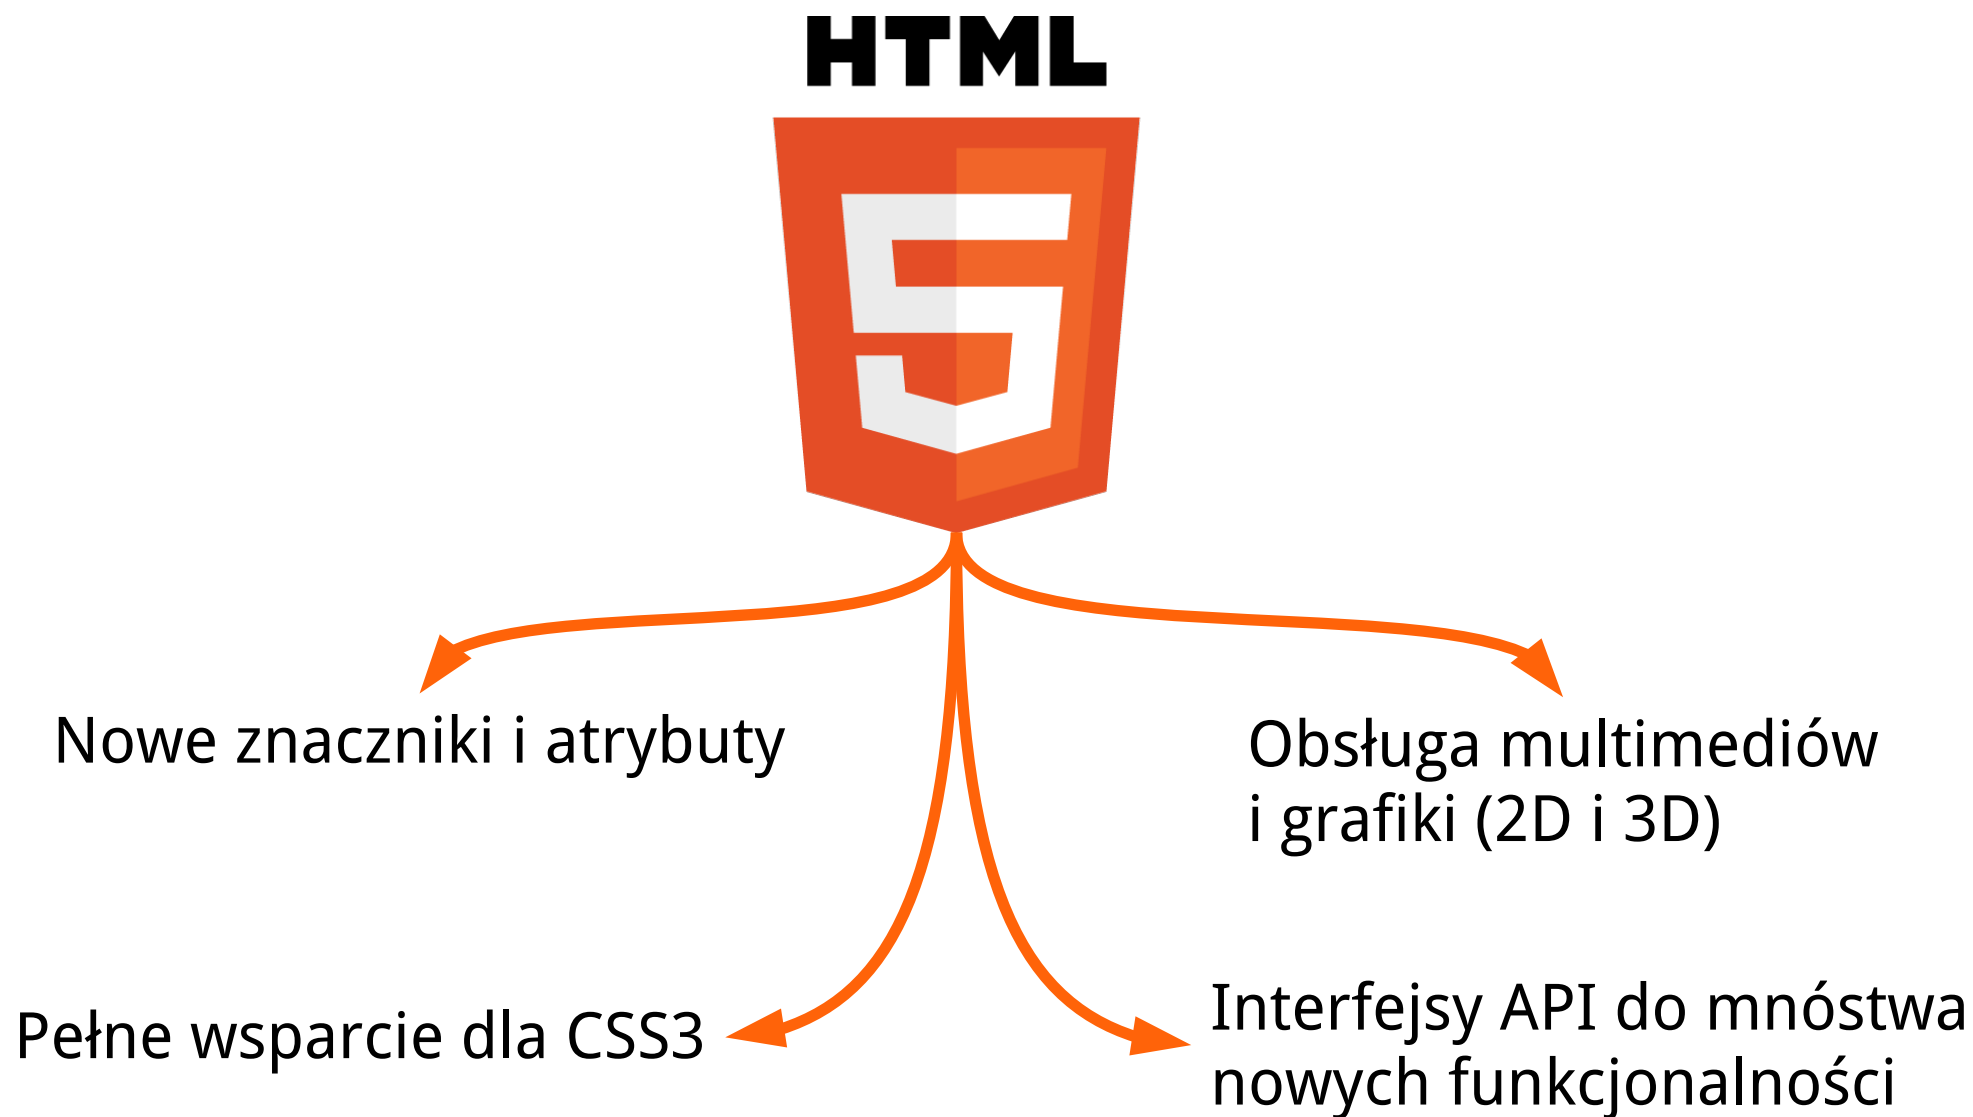 HTML
5
Nowe znaczniki i atrybuty
Obsługa multimediów
i grafiki (2D i 3D)
Pełne wsparcie dla CSS3
Interfejsy API do mnóstwa
nowych funkcjonalności